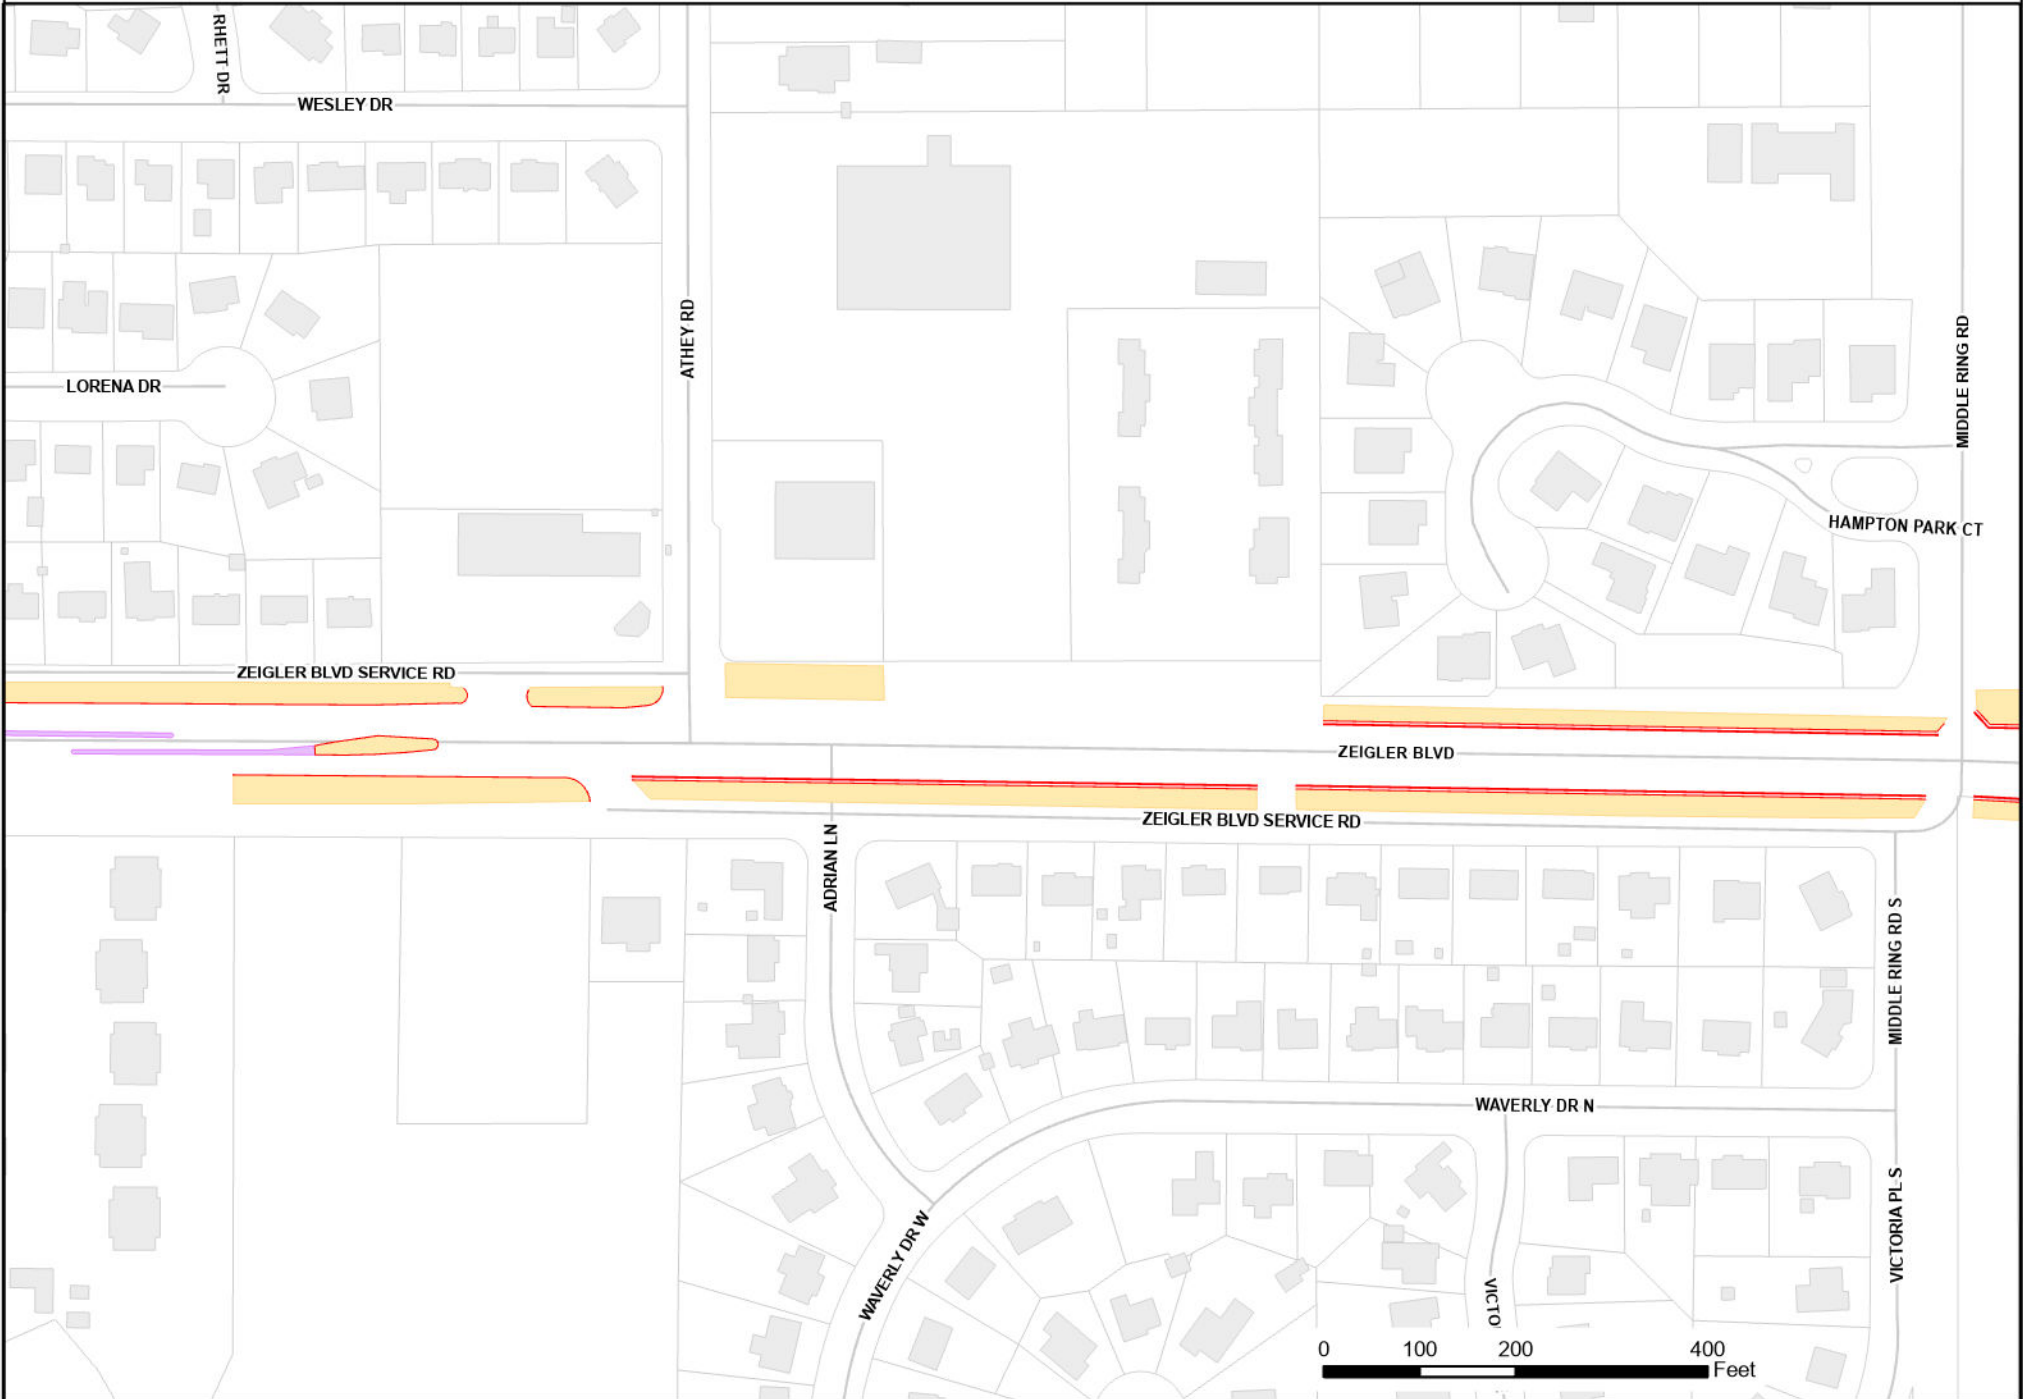 RHETT DR
WESLEY DR
ATHEY RD
LORENA DR
MIDDLE RING RD
HAMPTON PARK CT
ZEIGLER BLVD SERVICE RD
ZEIGLER BLVD
ZEIGLER BLVD SERVICE RD
ADRIAN LN
MIDDLE RING RD S
WAVERLY DR N
WAVERLY DR W
VICTORIA PL S
VICTO
0 100 200 400
Feet